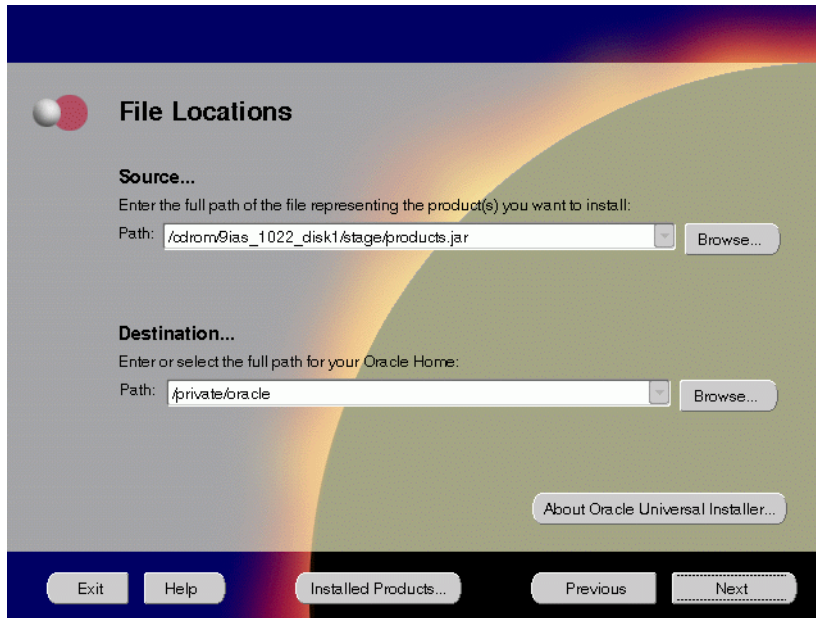 File Locations
Source...
Enter the full path of the file representing the product(s) you want to install:
Path: /cdrom/9ias_1022_disk1/stage/products.jar Browse...
Destination...
Enter or select the full path for your Oracle Home:
Path: /private/oracle Browse...
About Oracle Universal Installer...
Exit Help Installed Products... Previous Next